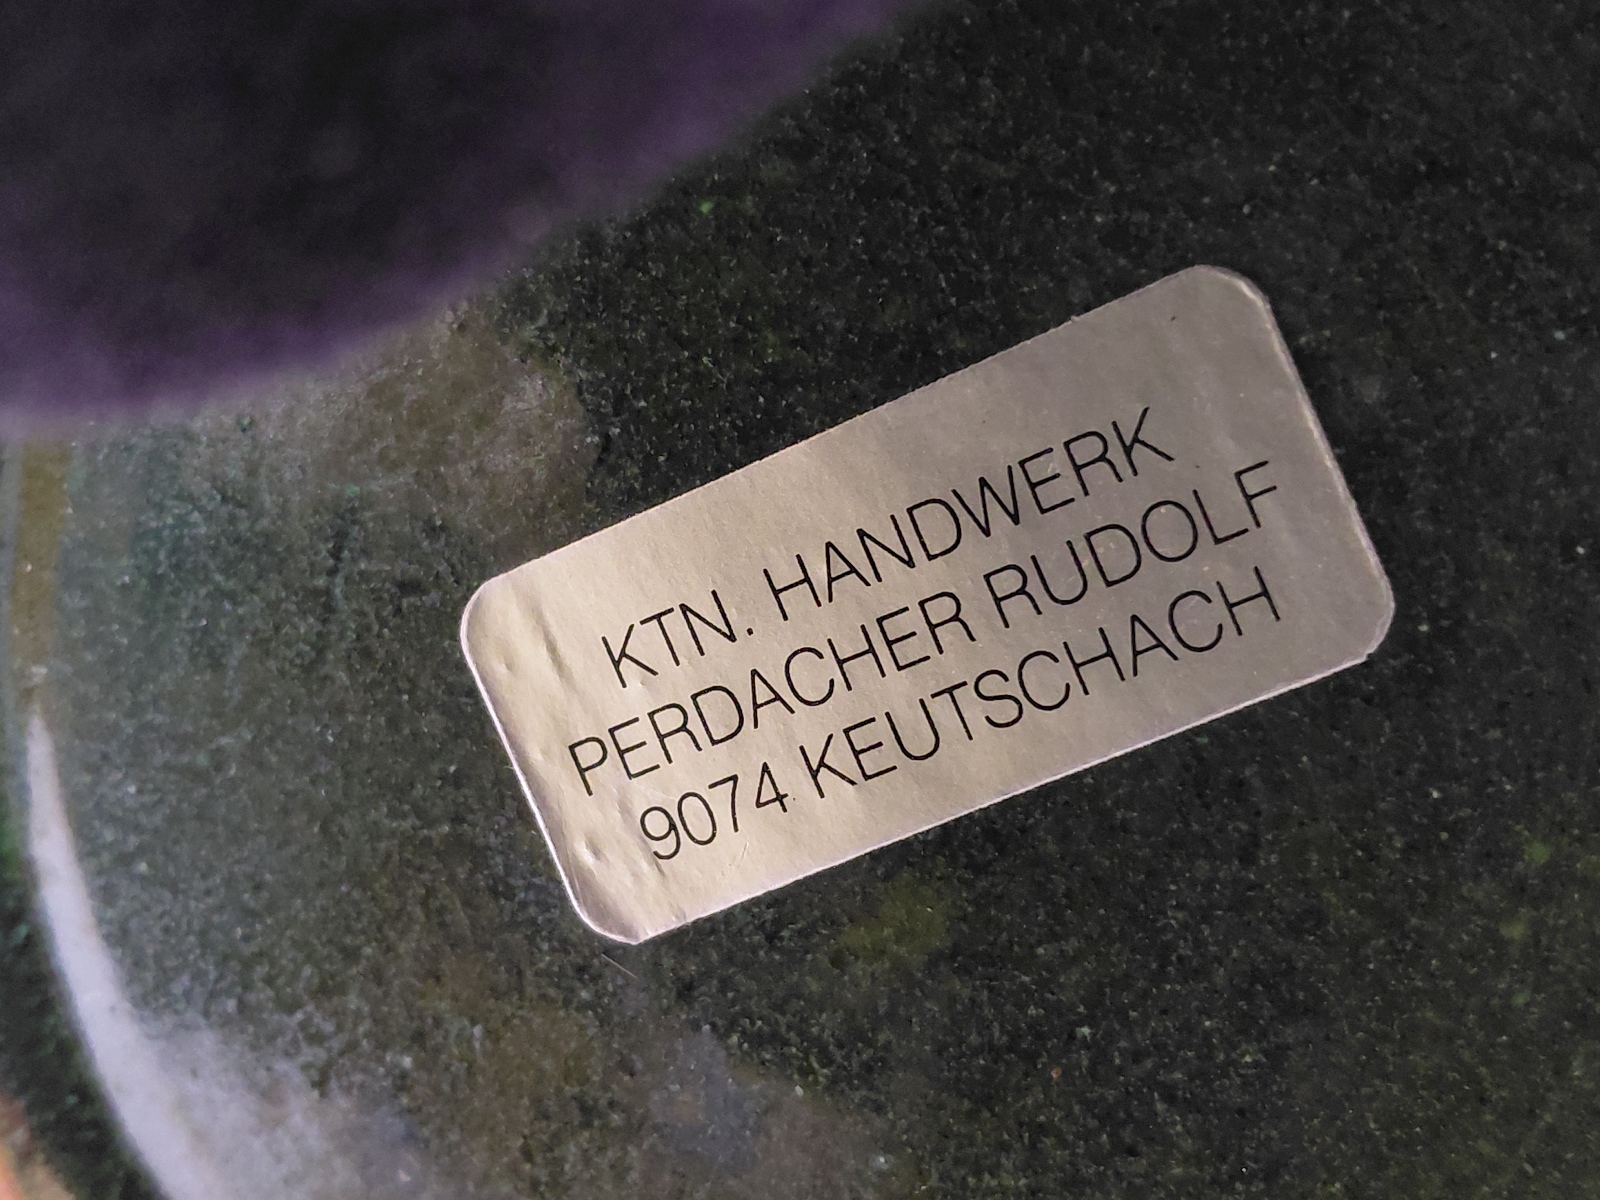 KTN. HANDWERK
PERDACHER RUDOLF
9074 KEUTSCHACH